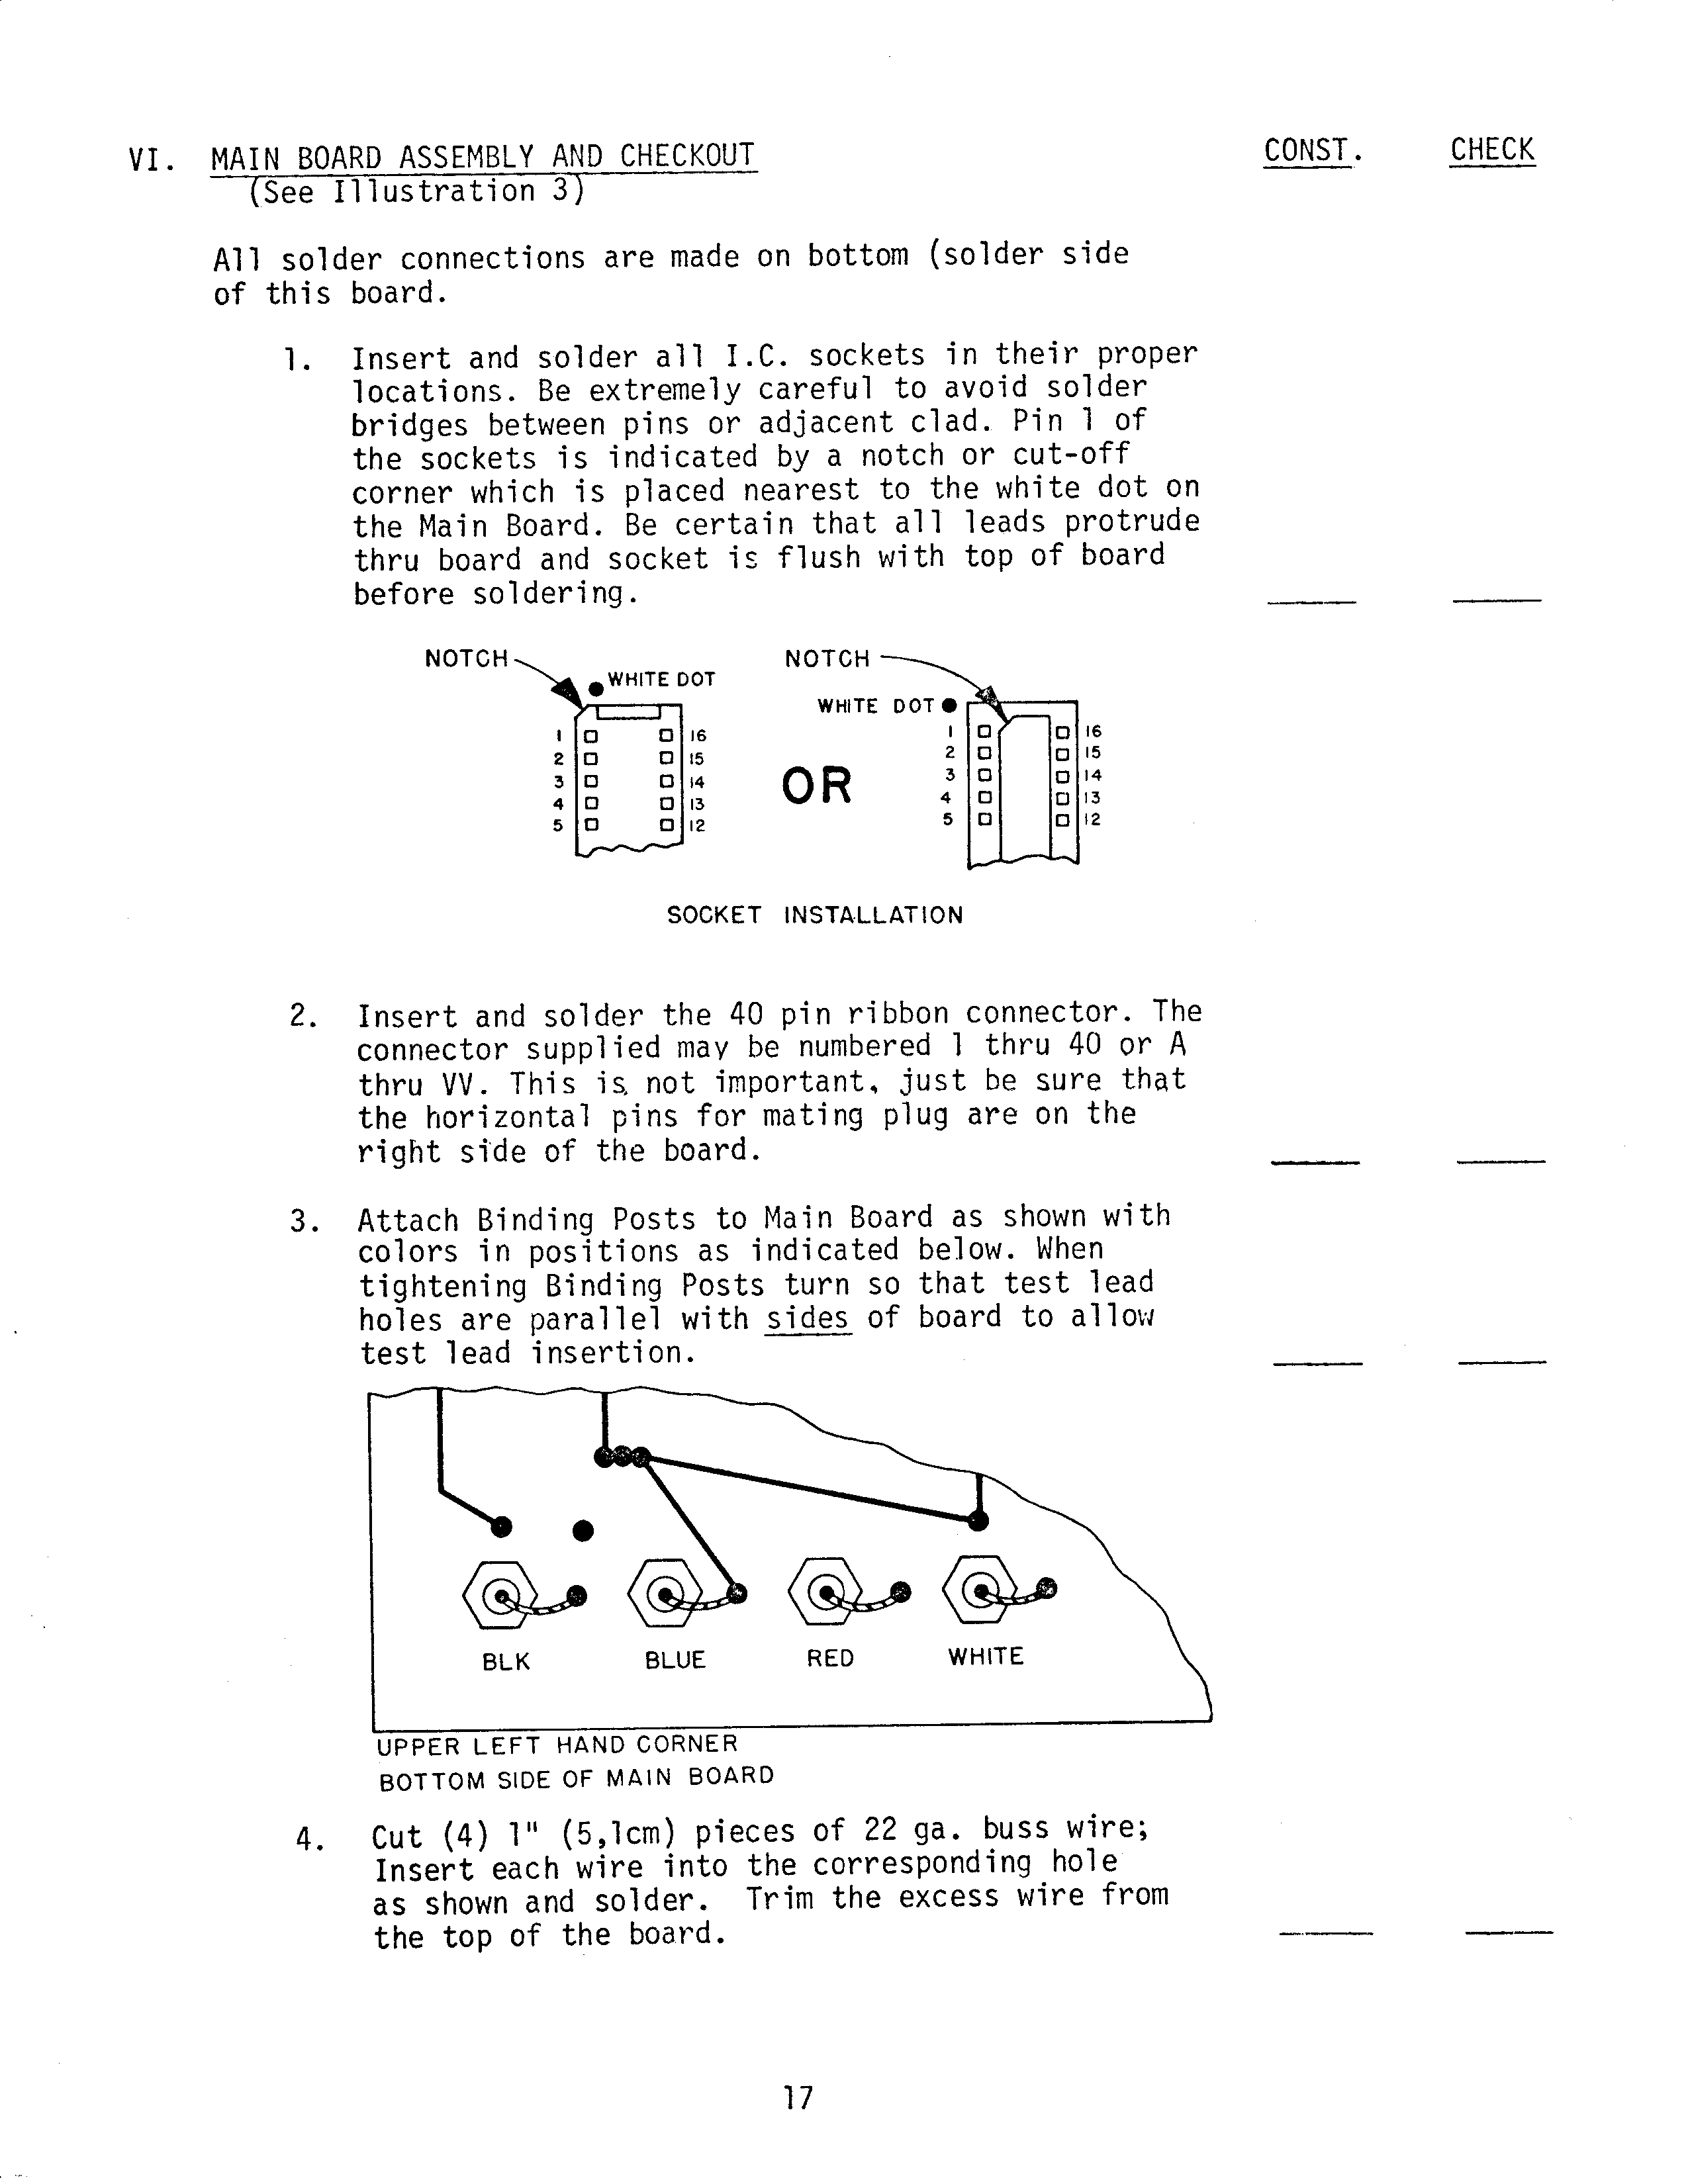 VI. MAIN BOARD ASSEMBLY AND CHECKOUT CONST. CHECK
(See Illustration 3)
All solder connections are made on bottom (solder side
of this board.
1. Insert and solder all I.C. sockets in their proper
locations. Be extremely careful to avoid solder
bridges between pins or adjacent clad. Pin 1 of
the sockets is indicated by a notch or cut-off
corner which is placed nearest to the white dot on
the Main Board. Be certain that all leads protrude
thru board and socket is flush with top of board
before soldering.
NOTCH
WHITE DOT
1 16
2 15
3 14
4 13
5 12
OR
NOTCH
WHITE DOT
1 16
2 15
3 14
4 13
5 12
SOCKET INSTALLATION
2. Insert and solder the 40 pin ribbon connector. The
connector supplied may be numbered 1 thru 40 or A
thru VV. This is not important, just be sure that
the horizontal pins for mating plug are on the
right side of the board.
3. Attach Binding Posts to Main Board as shown with
colors in positions as indicated below. When
tightening Binding Posts turn so that test lead
holes are parallel with sides of board to allow
test lead insertion.
BLK BLUE RED WHITE
UPPER LEFT HAND CORNER
BOTTOM SIDE OF MAIN BOARD
4. Cut (4) 1" (5,1cm) pieces of 22 ga. buss wire;
Insert each wire into the corresponding hole
as shown and solder. Trim the excess wire from
the top of the board.
17